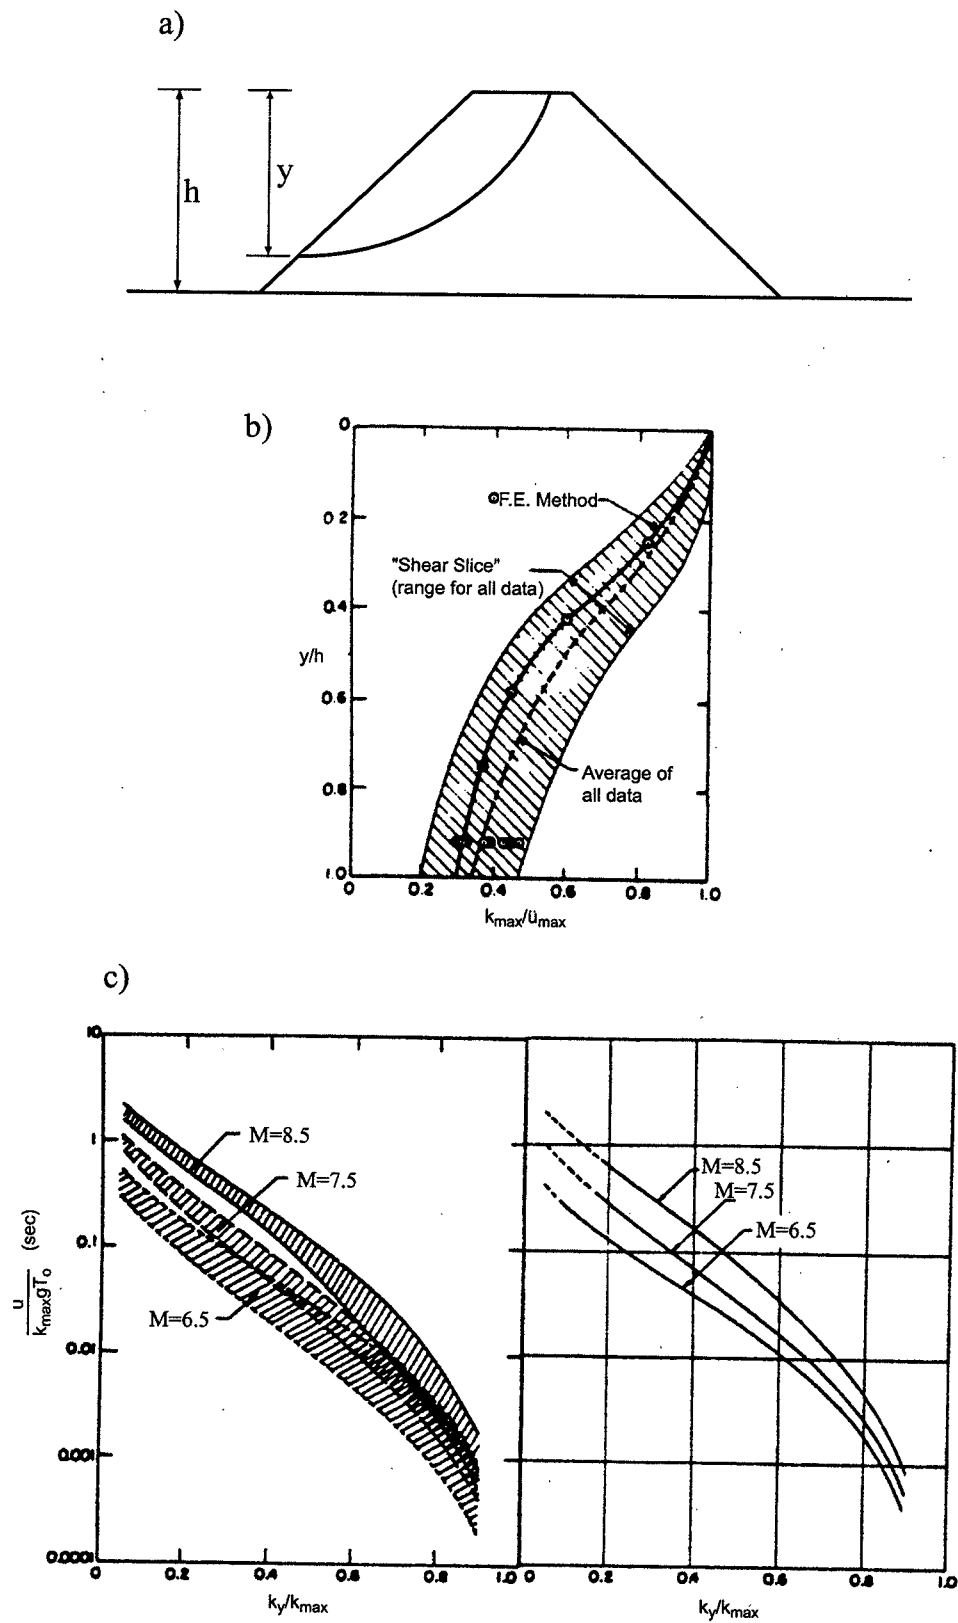 a)
h
y
b)
0
0.2
0.4
0.6
0.8
1.0
y/h
F.E. Method
"Shear Slice"
(range for all data)
Average of
all data
0 0.2 0.4 0.6 0.8 1.0
kmax/ümax
c)
10
1
0.1
0.01
0.001
0.0001
u
kmaxgTo
(sec)
M=8.5
M=7.5
M=6.5
0 0.2 0.4 0.6 0.8 1.0
ky/kmax
M=8.5
M=7.5
M=6.5
0 0.2 0.4 0.6 0.8 1.0
ky/kmax